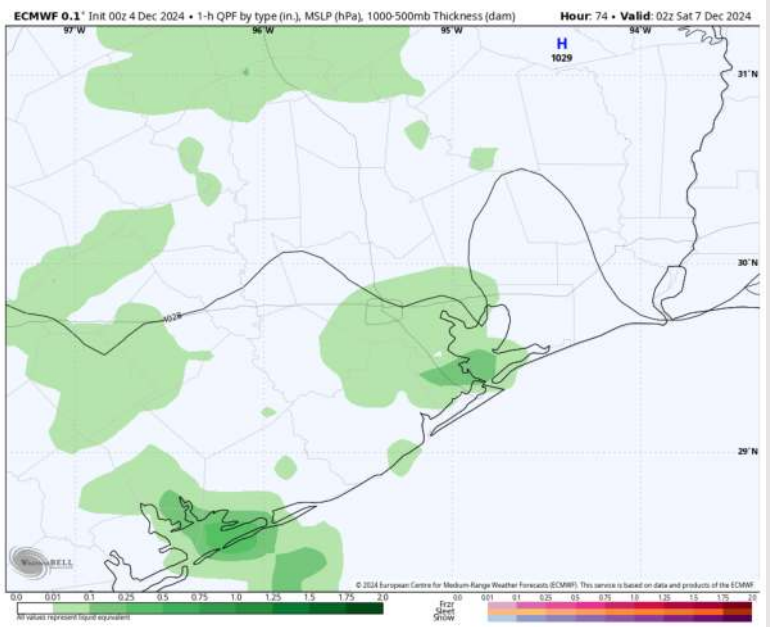 ECMWF 0.1° Init 00z 4 Dec 2024 • 1-h QPF by type (in.), MSLP (hPa), 1000-500mb Thickness (dam)
Hour: 74 • Valid: 02z Sat 7 Dec 2024
97°W 96°W 95°W 94°W
H
1029
31°N
30°N
1028
29°N
WEATHERBELL
© 2024 European Centre for Medium-Range Weather Forecasts (ECMWF). This service is based on data and products of the ECMWF
0.0 0.01 0.1 0.25 0.5 0.75 1.0 1.25 1.5 1.75 2.0
All values represent liquid equivalent
0.0 0.01 0.1 0.25 0.5 0.75 1.0 1.25 1.5 1.75 2.0
Frzr
Sleet
Snow